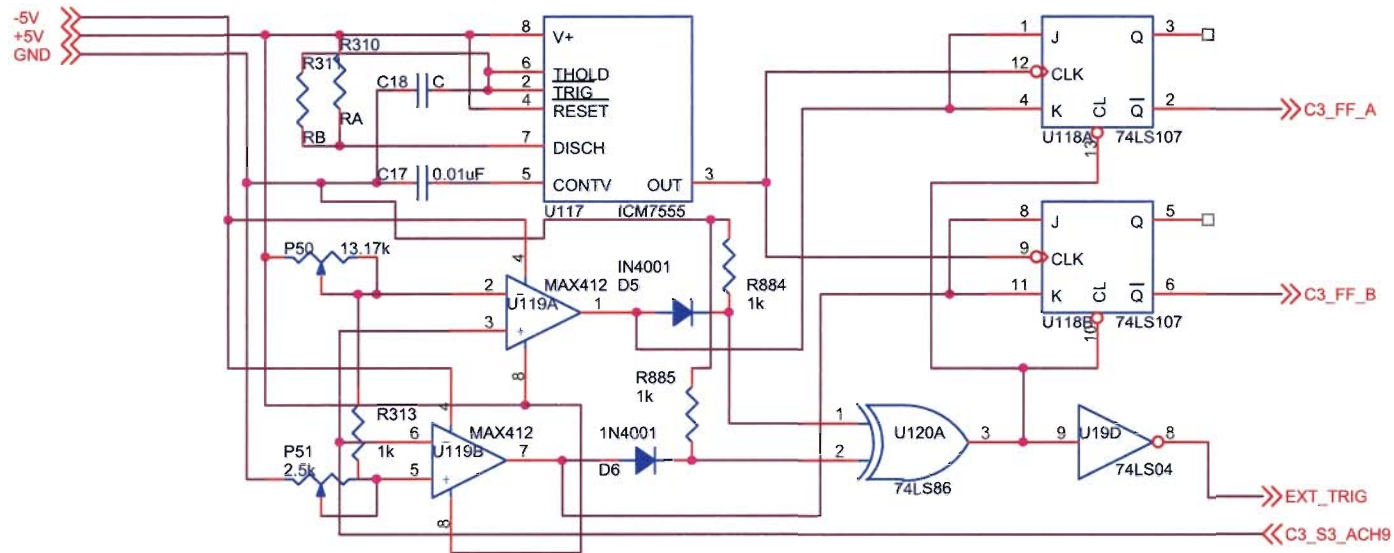 -5V
+5V
GND
R310
R311
RA
RB
C18 C
C17 0.01uF
8 V+
6 THOLD
2 TRIG
4 RESET
7 DISCH
5 CONTV
OUT 3
U117 ICM7555
1 J Q 3
12 CLK
4 K CL Q 2
U118A 74LS107
13
C3_FF_A
8 J Q 5
9 CLK
11 K CL Q 6
U118B 74LS107
10
C3_FF_B
P50 13.17k
4
2 - U119A MAX412 1
3 +
8
IN4001
D5
R884
1k
R885
1k
R313
1k
P51
2.5k
4
6 - U119B MAX412 7
5 +
8
1N4001
D6
1
2
U120A 3
74LS86
9 U19D 8
74LS04
EXT_TRIG
C3_S3_ACH9